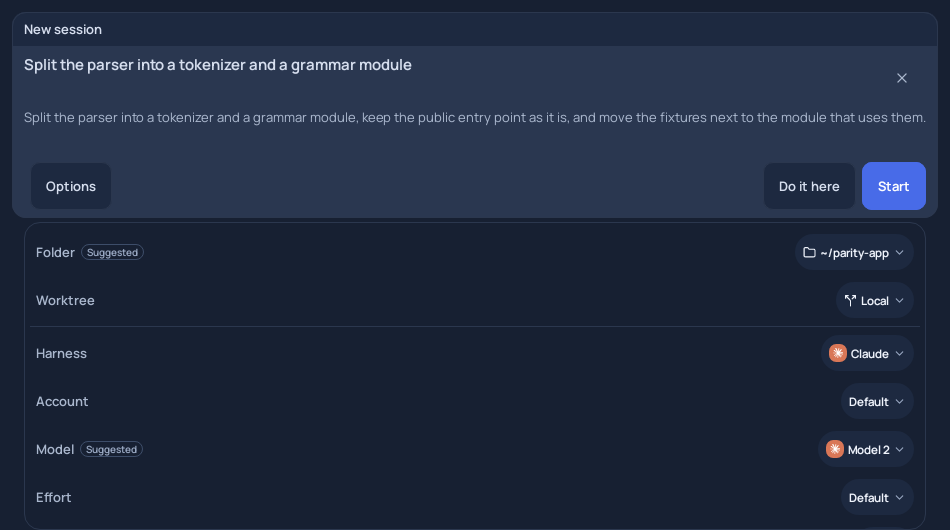 New session
Split the parser into a tokenizer and a grammar module
Split the parser into a tokenizer and a grammar module, keep the public entry point as it is, and move the fixtures next to the module that uses them.
Options
Do it here
Start
Folder Suggested ~/parity-app
Worktree Local
Harness Claude
Account Default
Model Suggested Model 2
Effort Default